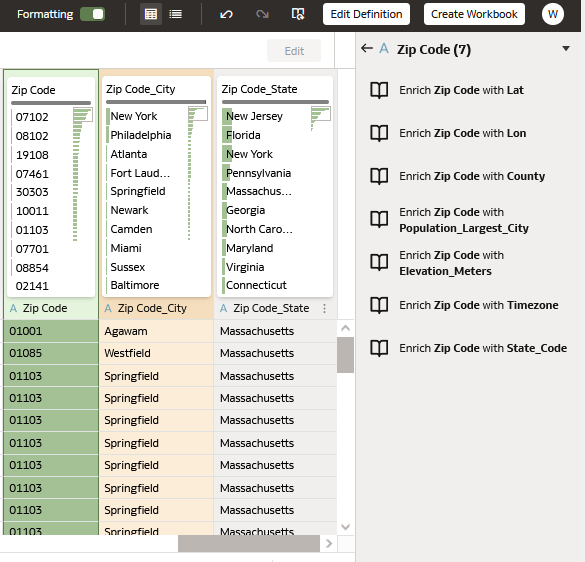 Formatting
Edit Definition
Create Workbook
W
Edit
Zip Code (7)
Zip Code
07102
08102
19108
07461
30303
10011
01103
07701
08854
02141
Zip Code_City
New York
Philadelphia
Atlanta
Fort Laud...
Springfield
Newark
Camden
Miami
Sussex
Baltimore
Zip Code_State
New Jersey
Florida
New York
Pennsylvania
Massachus...
Georgia
North Caro...
Maryland
Virginia
Connecticut
A Zip Code
A Zip Code_City
A Zip Code_State
01001 Agawam Massachusetts
01085 Westfield Massachusetts
01103 Springfield Massachusetts
01103 Springfield Massachusetts
01103 Springfield Massachusetts
01103 Springfield Massachusetts
01103 Springfield Massachusetts
01103 Springfield Massachusetts
01103 Springfield Massachusetts
01103 Springfield Massachusetts
A
Enrich Zip Code with Lat
Enrich Zip Code with Lon
Enrich Zip Code with County
Enrich Zip Code with
Population_Largest_City
Enrich Zip Code with
Elevation_Meters
Enrich Zip Code with Timezone
Enrich Zip Code with State_Code